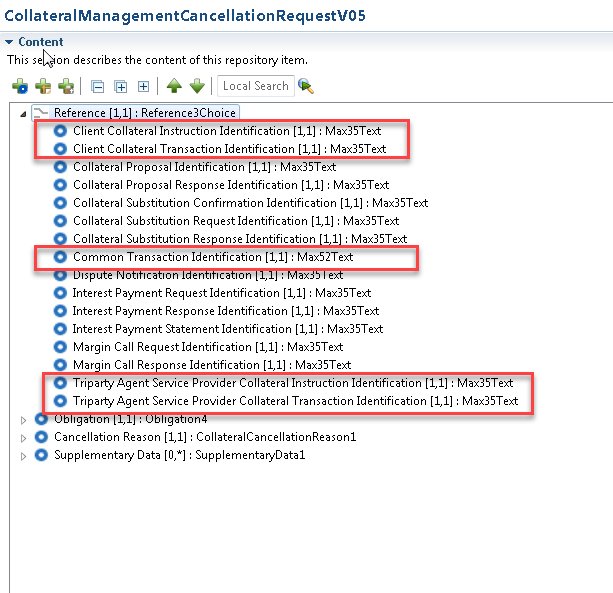 CollateralManagementCancellationRequestV05
Content
This section describes the content of this repository item.
Local Search
Reference [1,1] : Reference3Choice
Client Collateral Instruction Identification [1,1] : Max35Text
Client Collateral Transaction Identification [1,1] : Max35Text
Collateral Proposal Identification [1,1] : Max35Text
Collateral Proposal Response Identification [1,1] : Max35Text
Collateral Substitution Confirmation Identification [1,1] : Max35Text
Collateral Substitution Request Identification [1,1] : Max35Text
Collateral Substitution Response Identification [1,1] : Max35Text
Common Transaction Identification [1,1] : Max52Text
Dispute Notification Identification [1,1] : Max35Text
Interest Payment Request Identification [1,1] : Max35Text
Interest Payment Response Identification [1,1] : Max35Text
Interest Payment Statement Identification [1,1] : Max35Text
Margin Call Request Identification [1,1] : Max35Text
Margin Call Response Identification [1,1] : Max35Text
Triparty Agent Service Provider Collateral Instruction Identification [1,1] : Max35Text
Triparty Agent Service Provider Collateral Transaction Identification [1,1] : Max35Text
Obligation [1,1] : Obligation4
Cancellation Reason [1,1] : CollateralCancellationReason1
Supplementary Data [0,*] : SupplementaryData1